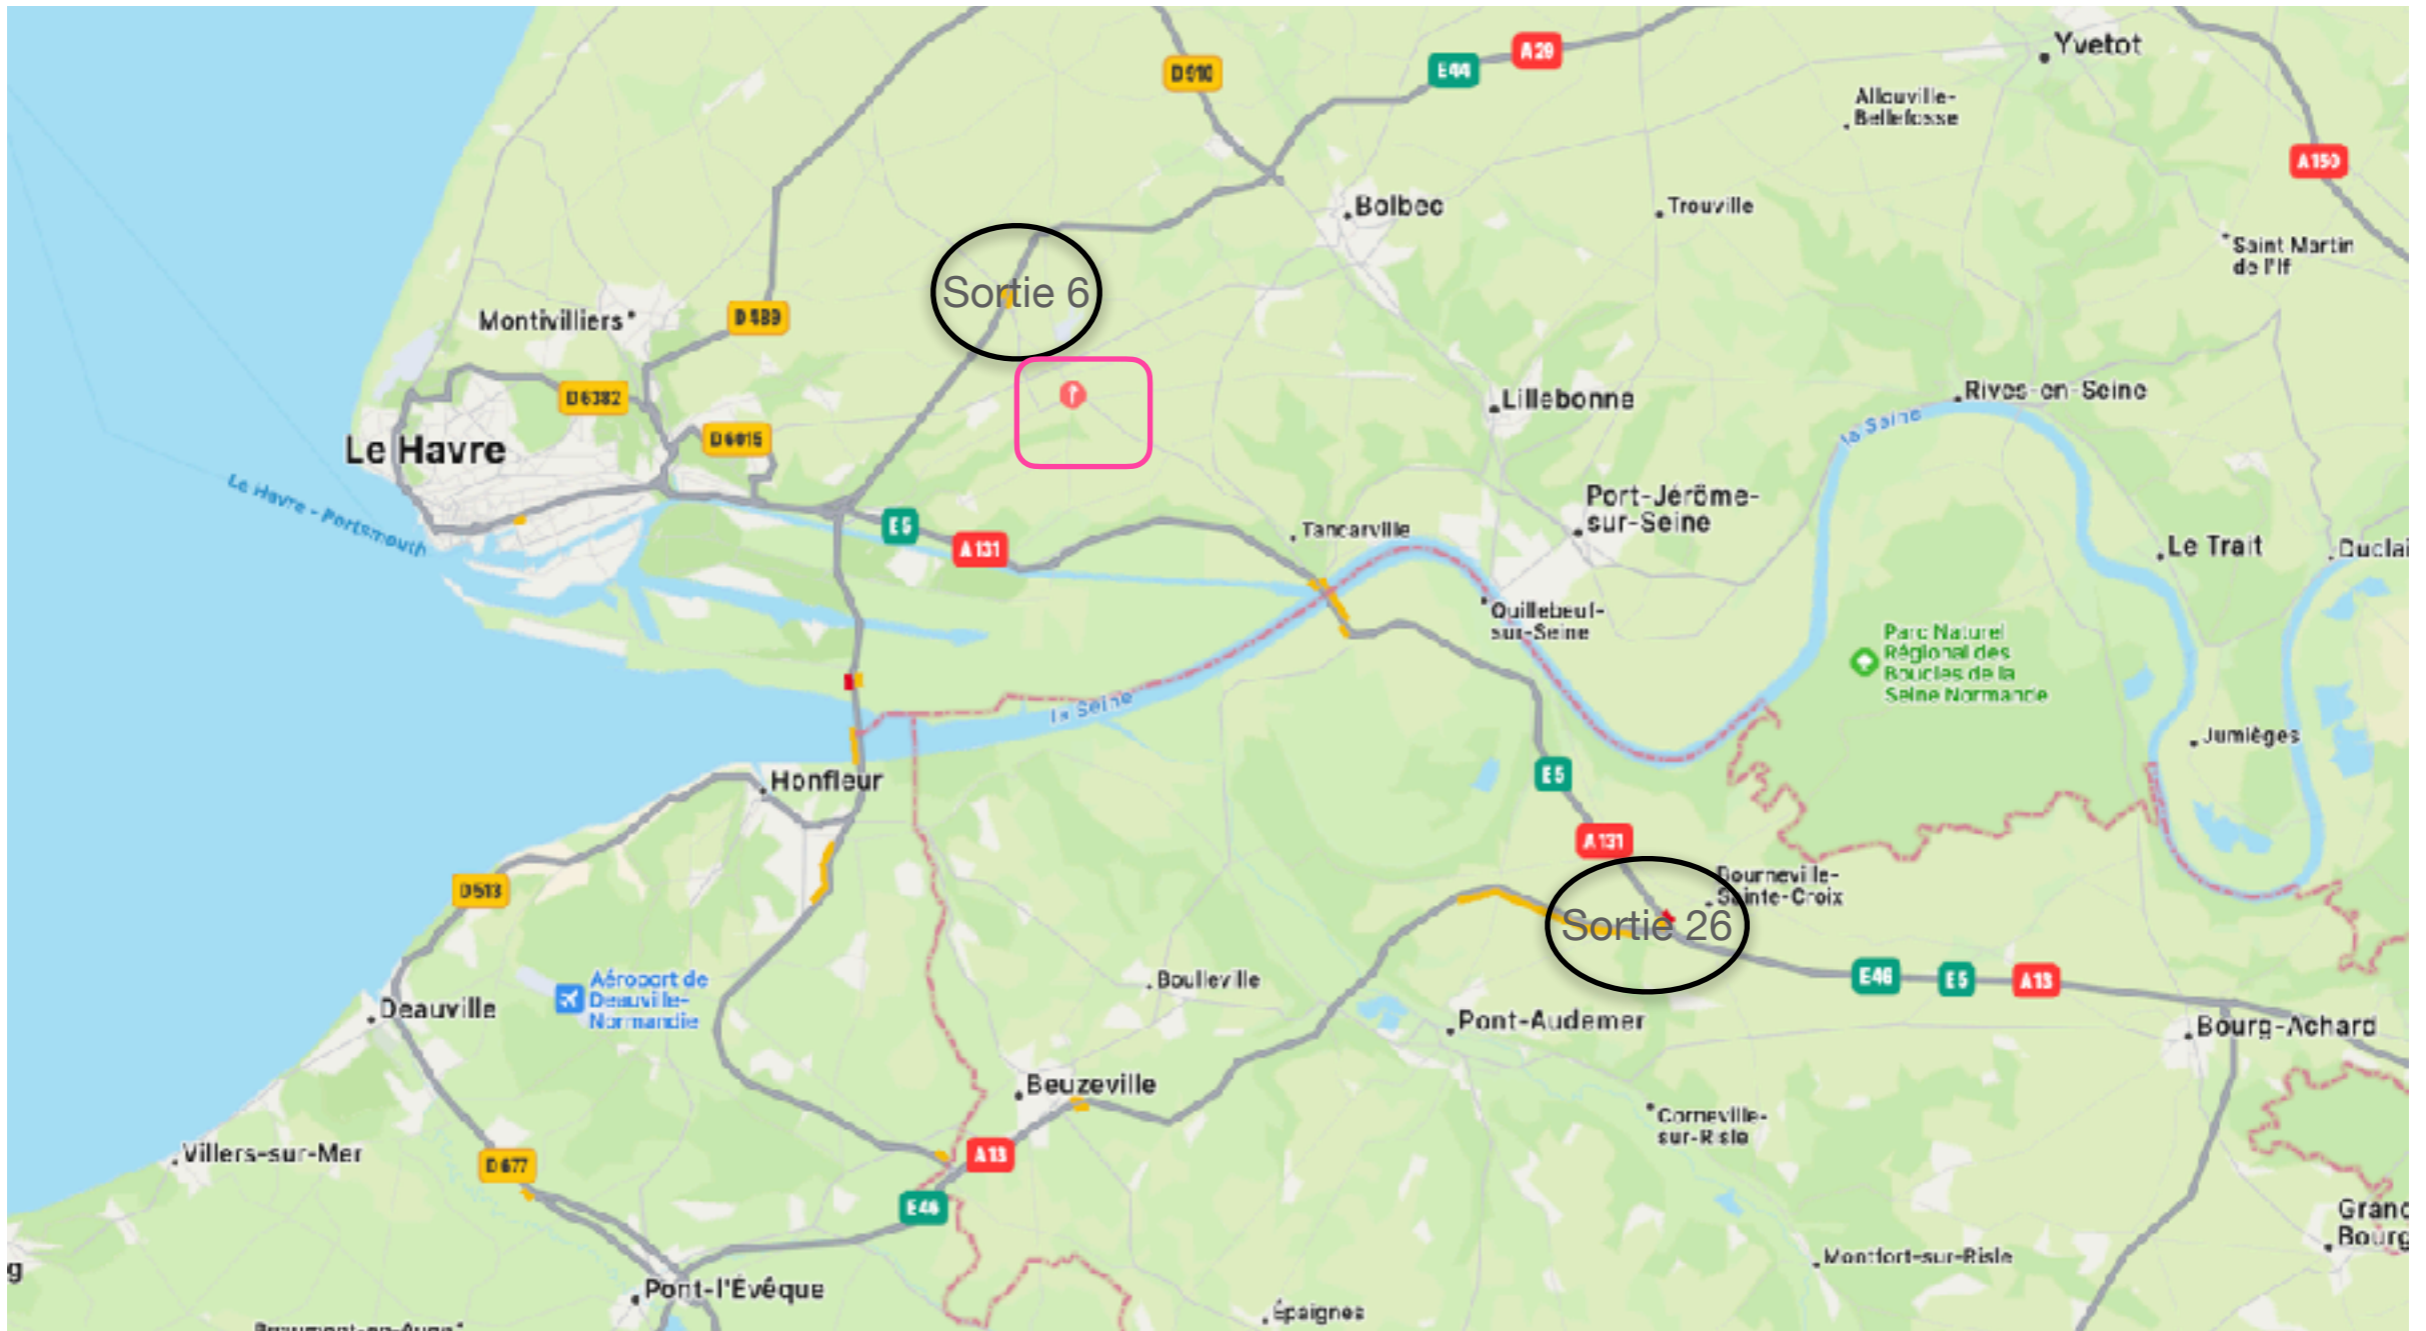 Yvetot
A29
E44
D910
Allouville-
Bellefosse
A150
Bolbec
Trouville
Saint Martin
de l'If
Sortie 6
Montivilliers
D489
D6382
Lillebonne
Rives-en-Seine
la Seine
D6015
Le Havre
Le Havre - Portsmouth
Port-Jérôme-
sur-Seine
E5
A131
Tancarville
Le Trait
Duclai
Quillebeuf-
sur-Seine
Parc Naturel
Régional des
Boucles de la
Seine Normande
la Seine
Jumièges
Honfleur
E5
A131
D513
Bourneville-
Sainte-Croix
Sortie 26
Aéroport de
Deauville-
Normandie
Boulleville
E46
E5
A13
Deauville
Pont-Audemer
Bourg-Achard
Beuzeville
Corneville-
sur-Risle
Villers-sur-Mer
D677
A13
E46
Grand
Bourg
Montfort-sur-Risle
g
Pont-l'Évêque
Épaignes